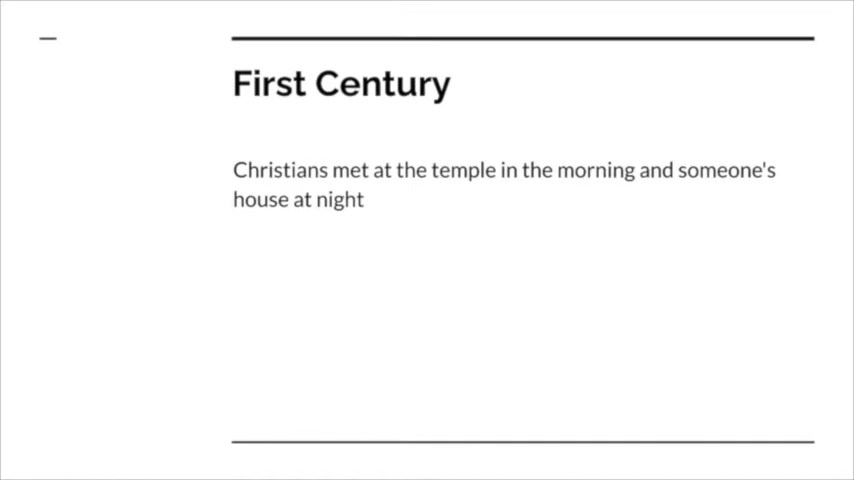 First Century
Christians met at the temple in the morning and someone's
house at night